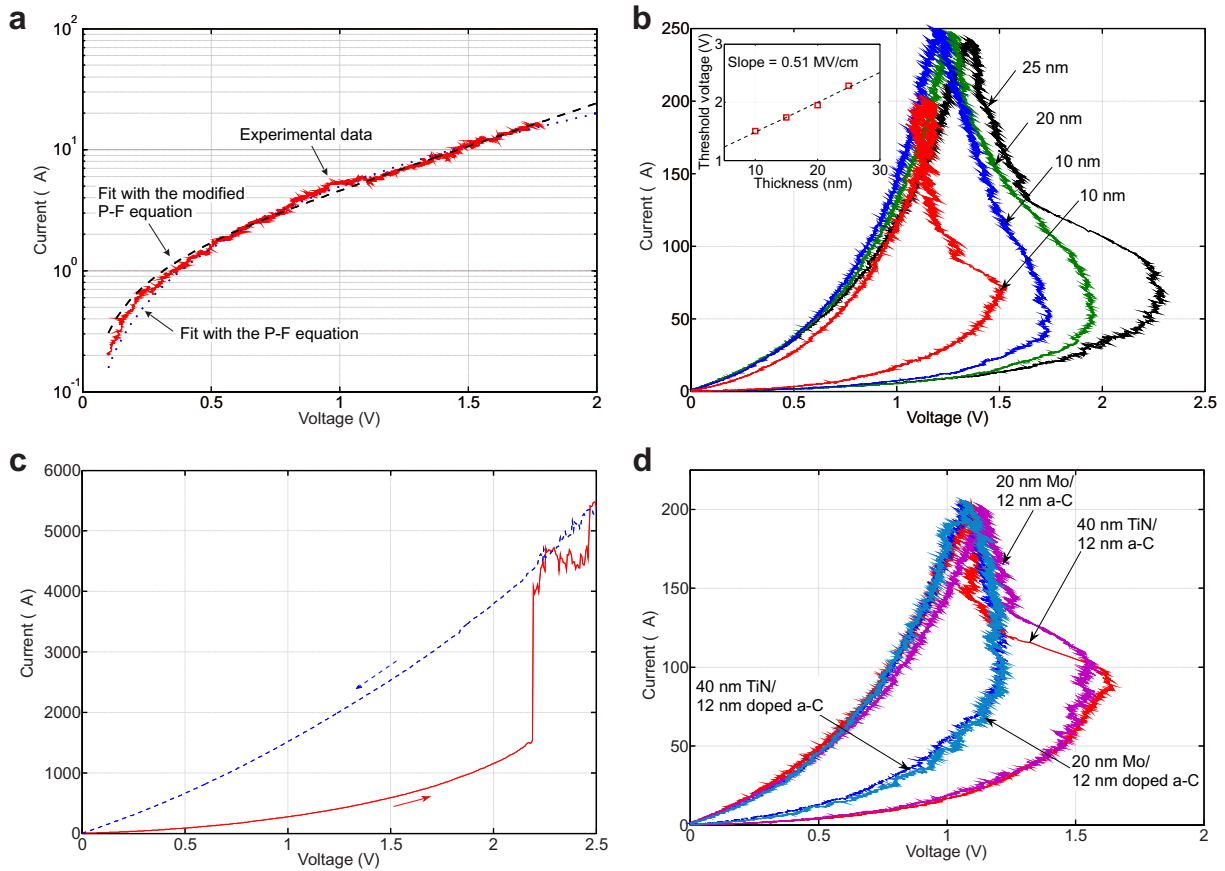 a
10^2
10^1
10^0
10^-1
Current ( A)
Experimental data
Fit with the modified
P-F equation
Fit with the P-F equation
0
0.5
1
1.5
2
Voltage (V)
b
250
200
150
100
50
0
Current ( A)
Threshold voltage (V)
3
2
1
Slope = 0.51 MV/cm
10
20
30
Thickness (nm)
25 nm
20 nm
10 nm
10 nm
0
0.5
1
1.5
2
2.5
Voltage (V)
c
6000
5000
4000
3000
2000
1000
0
Current ( A)
0
0.5
1
1.5
2
2.5
Voltage (V)
d
200
150
100
50
0
Current ( A)
20 nm Mo/
12 nm a-C
40 nm TiN/
12 nm a-C
40 nm TiN/
12 nm doped a-C
20 nm Mo/
12 nm doped a-C
0
0.5
1
1.5
2
Voltage (V)